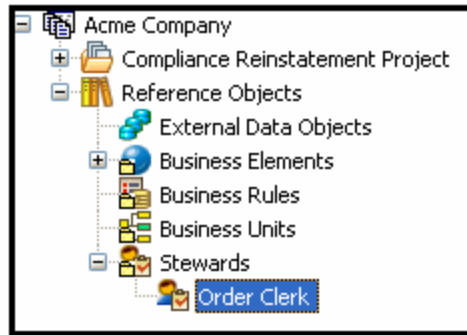 Acme Company
Compliance Reinstatement Project
Reference Objects
External Data Objects
Business Elements
Business Rules
Business Units
Stewards
Order Clerk